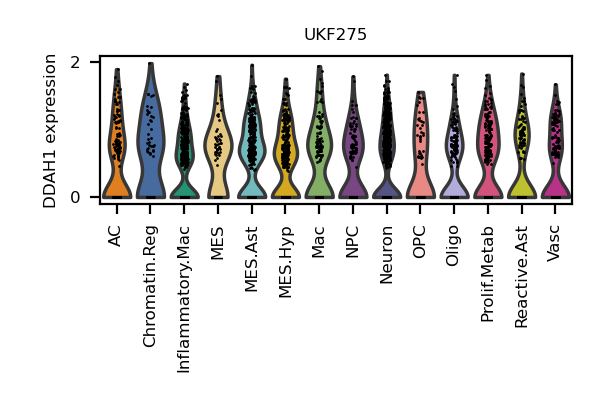 UKF275
DDAH1 expression
2
0
AC
Chromatin.Reg
Inflammatory.Mac
MES
MES.Ast
MES.Hyp
Mac
NPC
Neuron
OPC
Oligo
Prolif.Metab
Reactive.Ast
Vasc